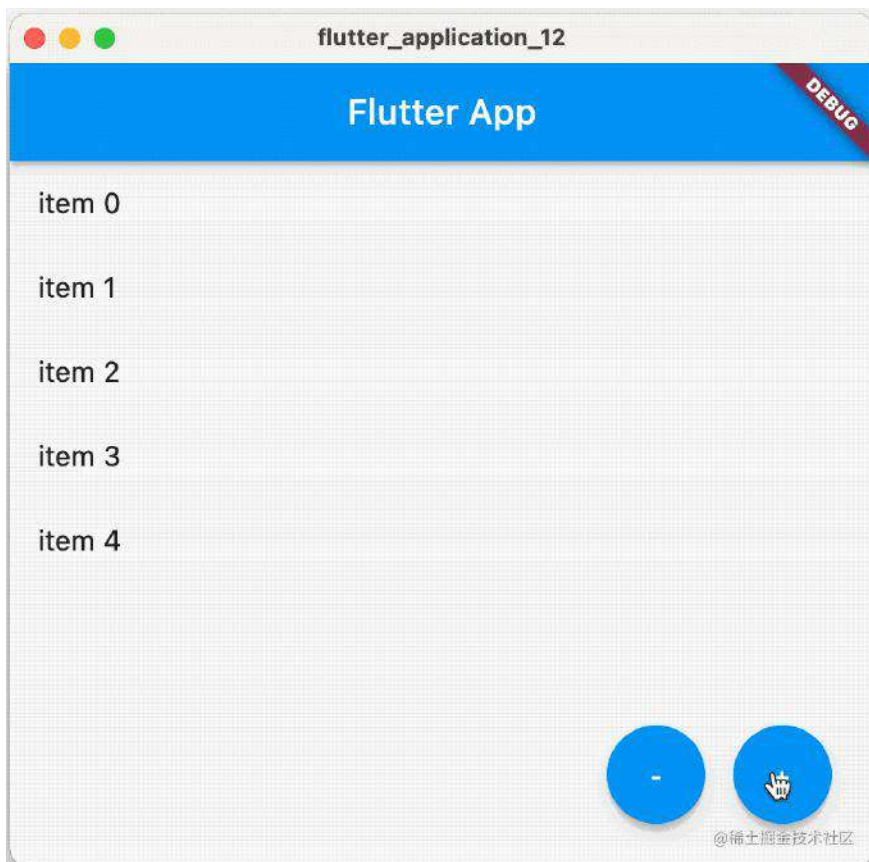 flutter_application_12
Flutter App
DEBUG
item 0
item 1
item 2
item 3
item 4
-
@稀土掘金技术社区